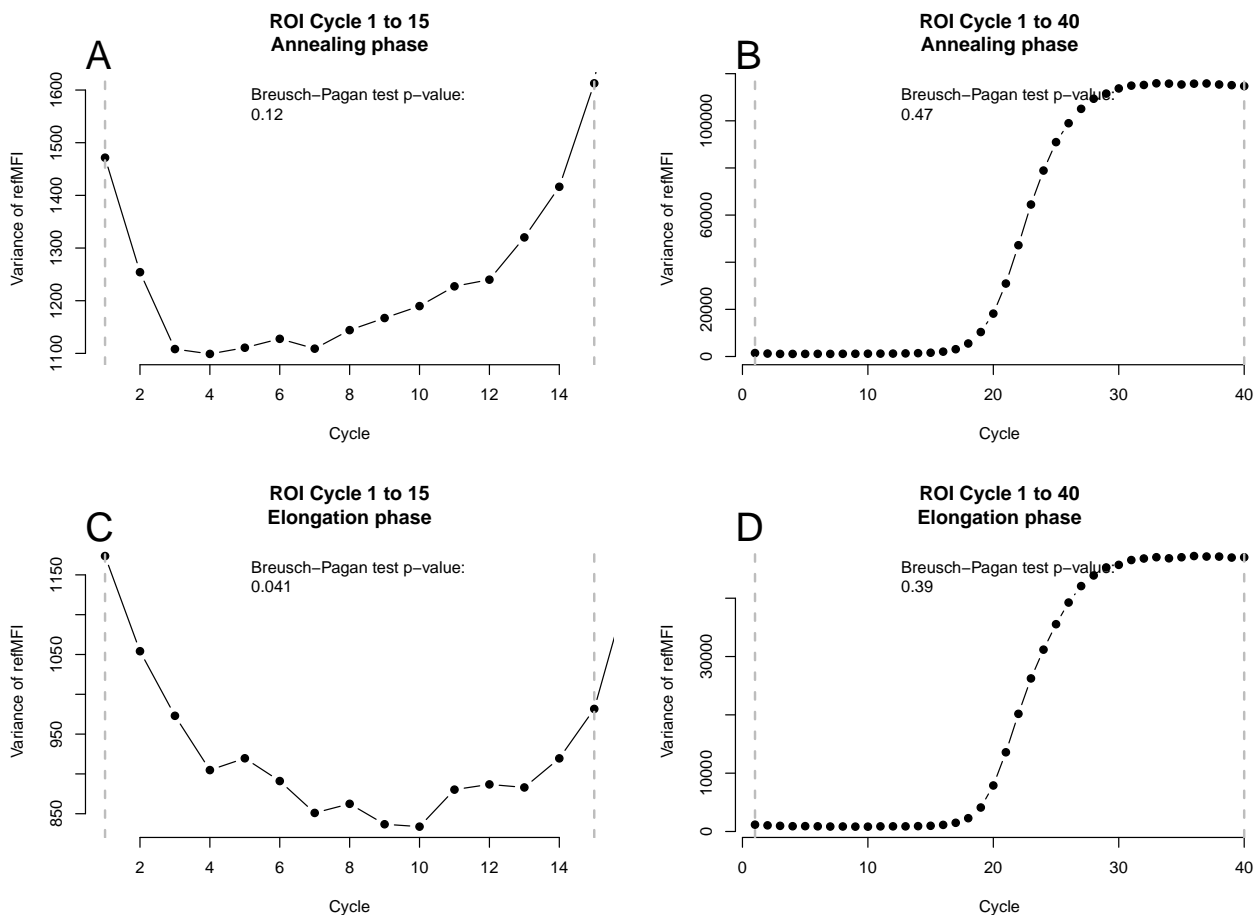 A
ROI Cycle 1 to 15
Annealing phase
Breusch−Pagan test p−value:
0.12
Variance of refMFI
1100
1200
1300
1400
1500
1600
2 4 6 8 10 12 14
Cycle
B
ROI Cycle 1 to 40
Annealing phase
Breusch−Pagan test p−value:
0.47
Variance of refMFI
0
20000
60000
100000
0 10 20 30 40
Cycle
C
ROI Cycle 1 to 15
Elongation phase
Breusch−Pagan test p−value:
0.041
Variance of refMFI
850
950
1050
1150
2 4 6 8 10 12 14
Cycle
D
ROI Cycle 1 to 40
Elongation phase
Breusch−Pagan test p−value:
0.39
Variance of refMFI
0
10000
30000
0 10 20 30 40
Cycle